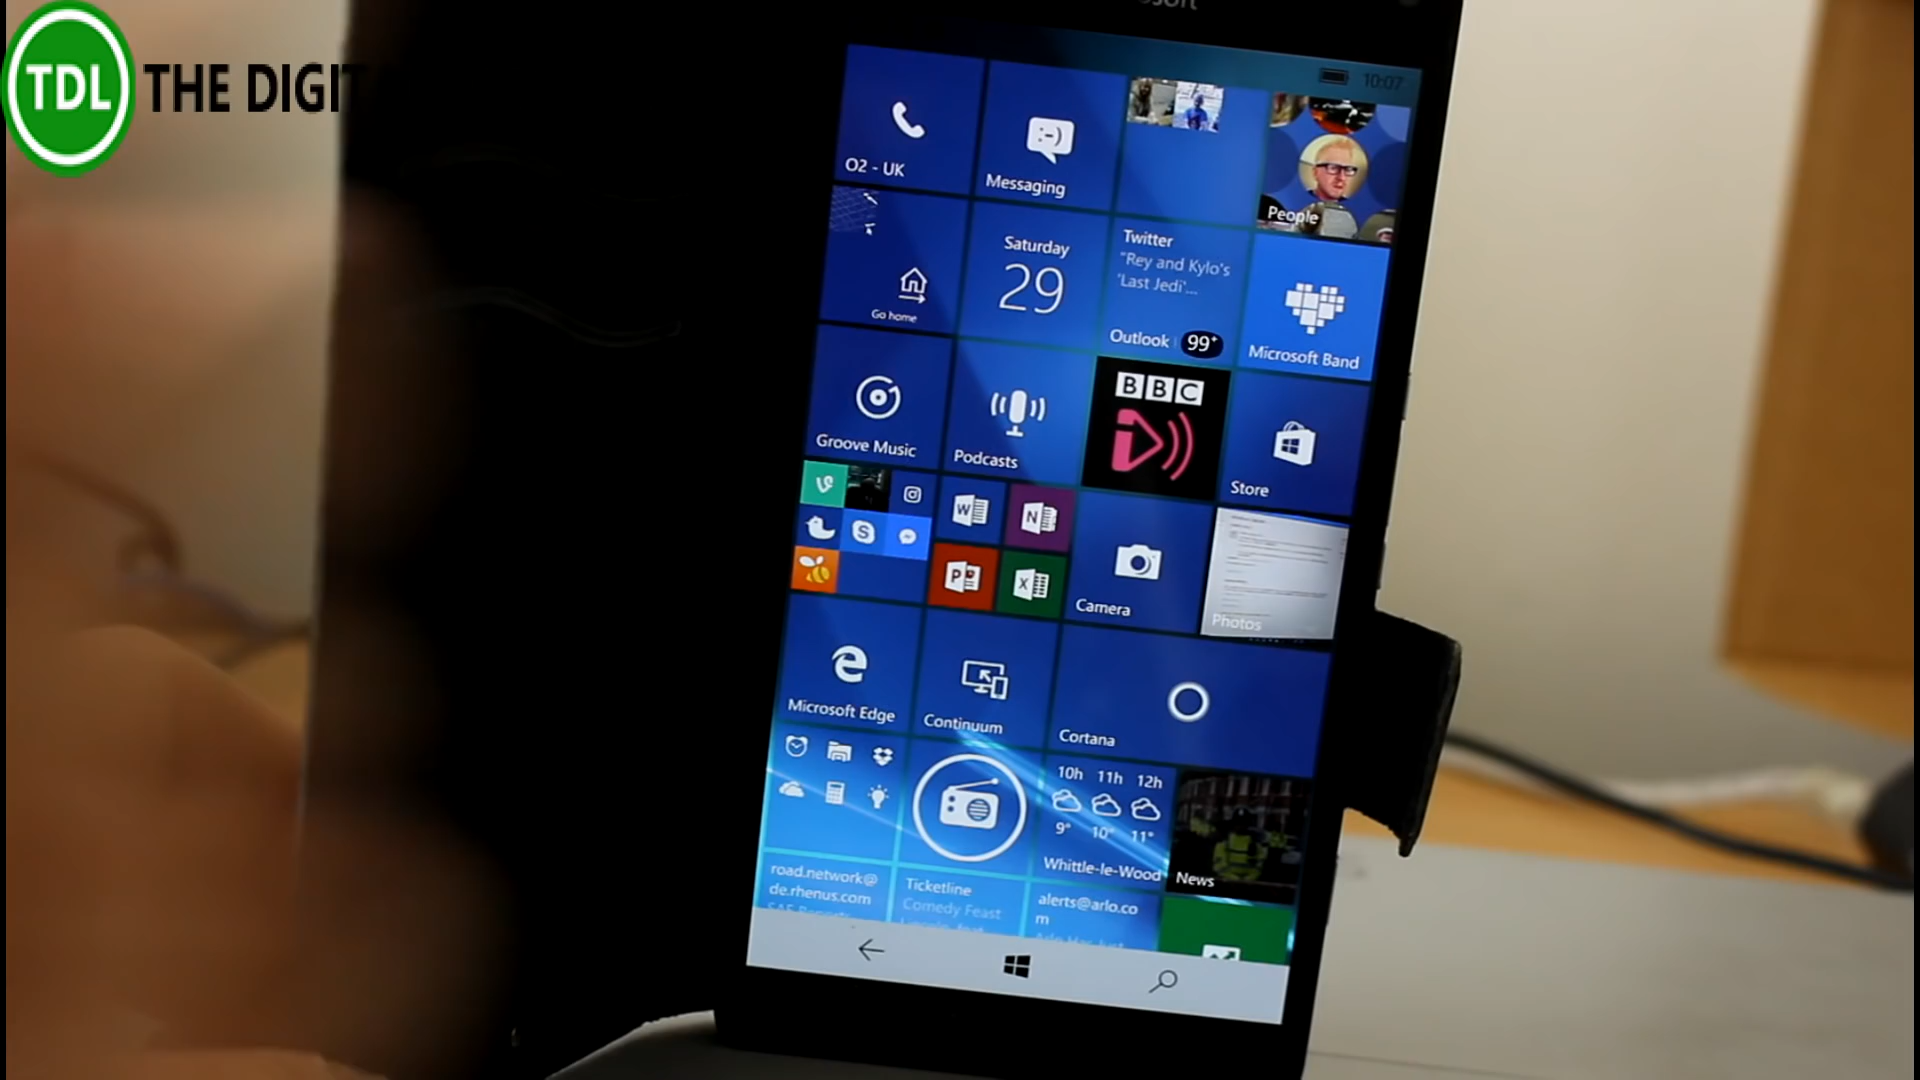 TDL THE DIGIT
10:07
O2 - UK
Messaging
People
Go home
Saturday
29
Twitter
"Rey and Kylo's
'Last Jedi'...
Outlook 99+
Microsoft Band
Groove Music
Podcasts
BBC
Store
W
N
P
X
Camera
Photos
Microsoft Edge
Continuum
Cortana
10h 11h 12h
9° 10° 11°
Whittle-le-Wood
News
road.network@
de.rhenus.com
Ticketline
Comedy Feast
alerts@arlo.co
m